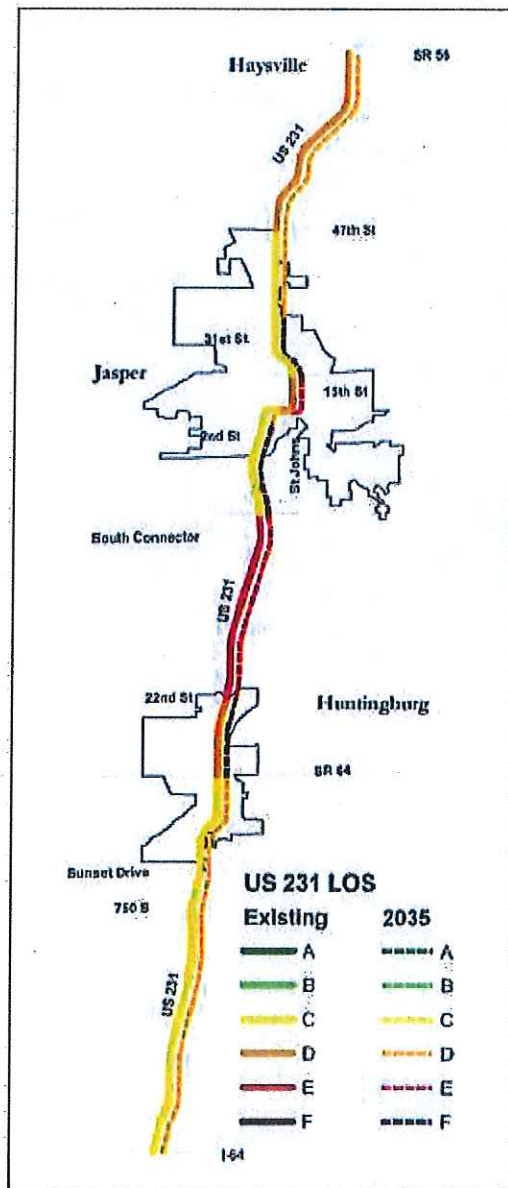 Haysville
SR 56
US 231
47th St
31st St.
Jasper
15th St
2nd St
St Johns
South Connector
US 231
22nd St
Huntingburg
SR 64
Sunset Drive
750 S
US 231
US 231 LOS
Existing 2035
A A
B B
C C
D D
E E
F F
I-64